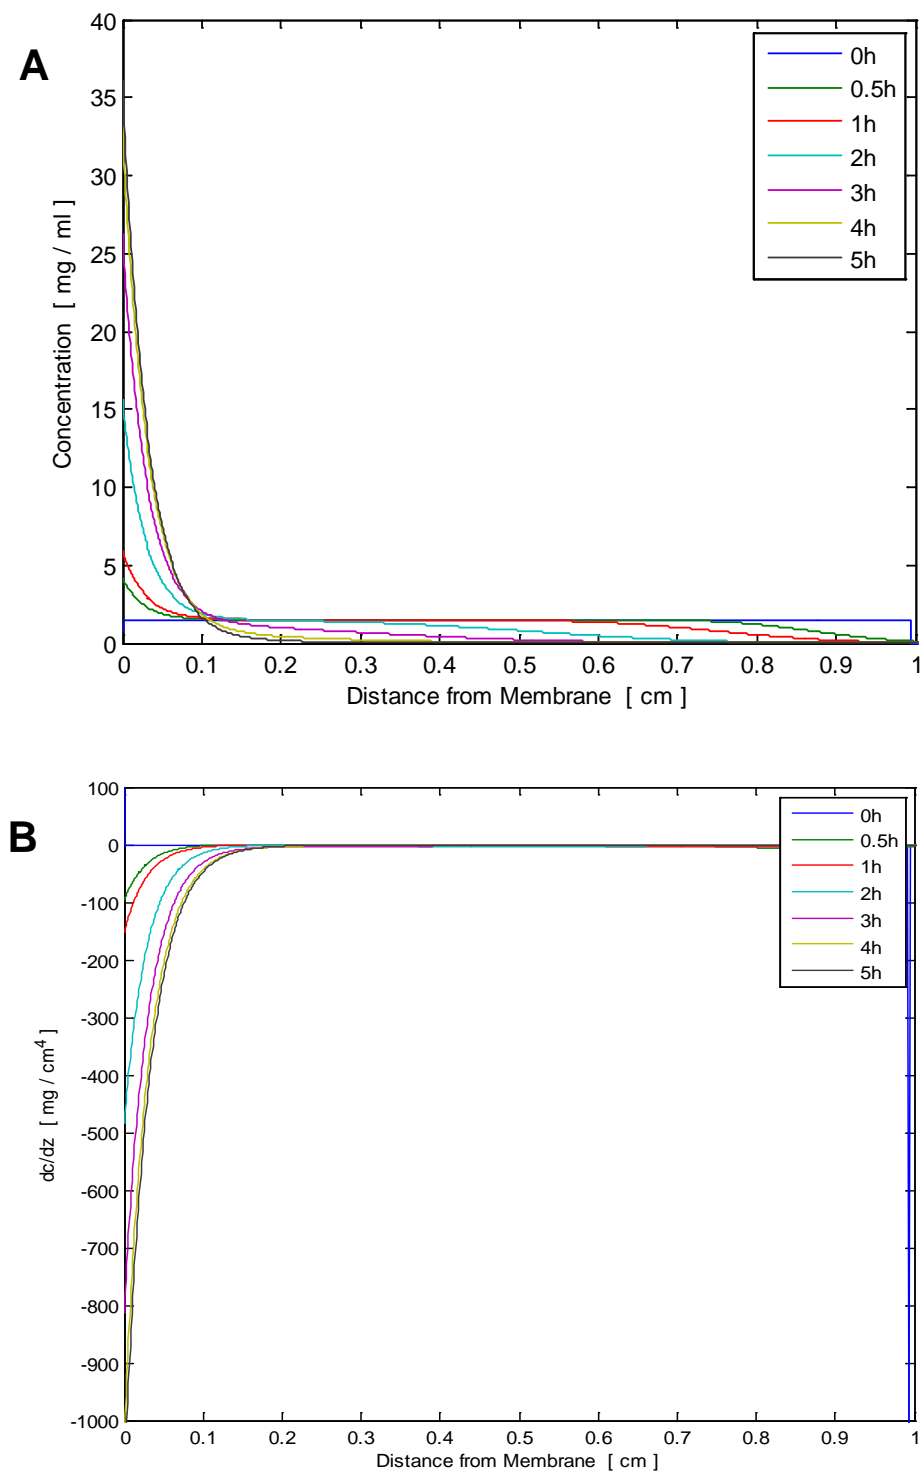 A
40
35
30
25
20
15
10
5
0
Concentration [ mg / ml ]
0 0.1 0.2 0.3 0.4 0.5 0.6 0.7 0.8 0.9 1
Distance from Membrane [ cm ]
0h
0.5h
1h
2h
3h
4h
5h
B
100
0
-100
-200
-300
-400
-500
-600
-700
-800
-900
-1000
dc/dz [ mg / cm⁴ ]
0 0.1 0.2 0.3 0.4 0.5 0.6 0.7 0.8 0.9 1
Distance from Membrane [ cm ]
0h
0.5h
1h
2h
3h
4h
5h